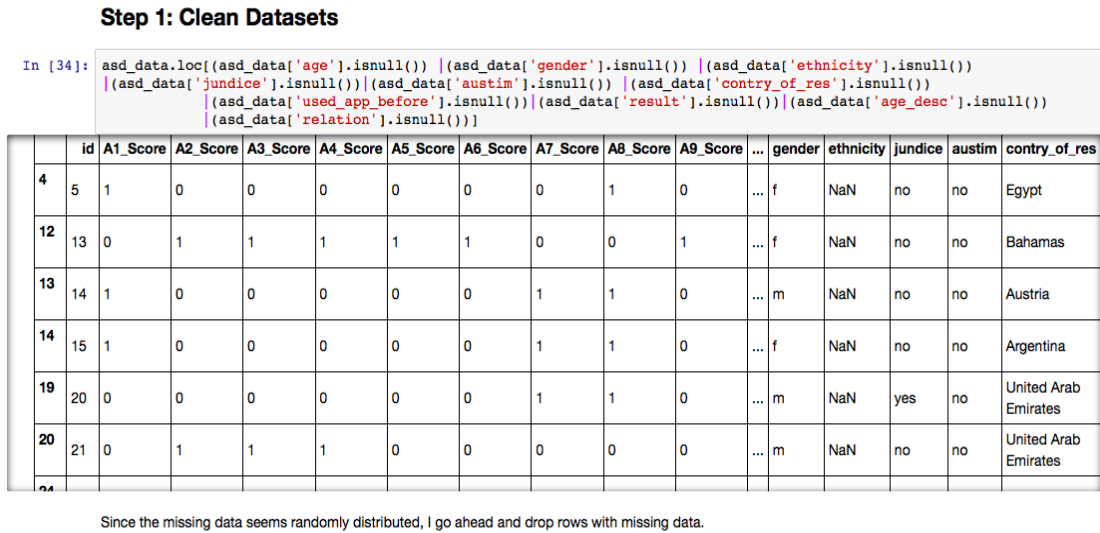 Step 1: Clean Datasets
In [34]: asd_data.loc[(asd_data['age'].isnull()) |(asd_data['gender'].isnull()) |(asd_data['ethnicity'].isnull())
|(asd_data['jundice'].isnull())|(asd_data['austim'].isnull()) |(asd_data['contry_of_res'].isnull())
|(asd_data['used_app_before'].isnull())|(asd_data['result'].isnull())|(asd_data['age_desc'].isnull())
|(asd_data['relation'].isnull())]
id A1_Score A2_Score A3_Score A4_Score A5_Score A6_Score A7_Score A8_Score A9_Score ... gender ethnicity jundice austim contry_of_res
4 5 1 0 0 0 0 0 0 1 0 ... f NaN no no Egypt
12 13 0 1 1 1 1 1 0 0 1 ... f NaN no no Bahamas
13 14 1 0 0 0 0 0 1 1 0 ... m NaN no no Austria
14 15 1 0 0 0 0 0 1 1 0 ... f NaN no no Argentina
19 20 0 0 0 0 0 0 1 1 0 ... m NaN yes no United Arab
Emirates
20 21 0 1 1 1 0 0 0 0 0 ... m NaN no no United Arab
Emirates
Since the missing data seems randomly distributed, I go ahead and drop rows with missing data.